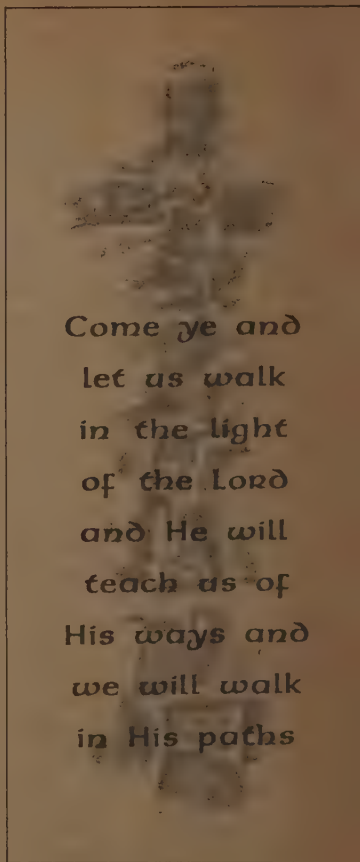 Come ye and
let us walk
in the light
of the Lord
and He will
teach us of
His ways and
we will walk
in His paths